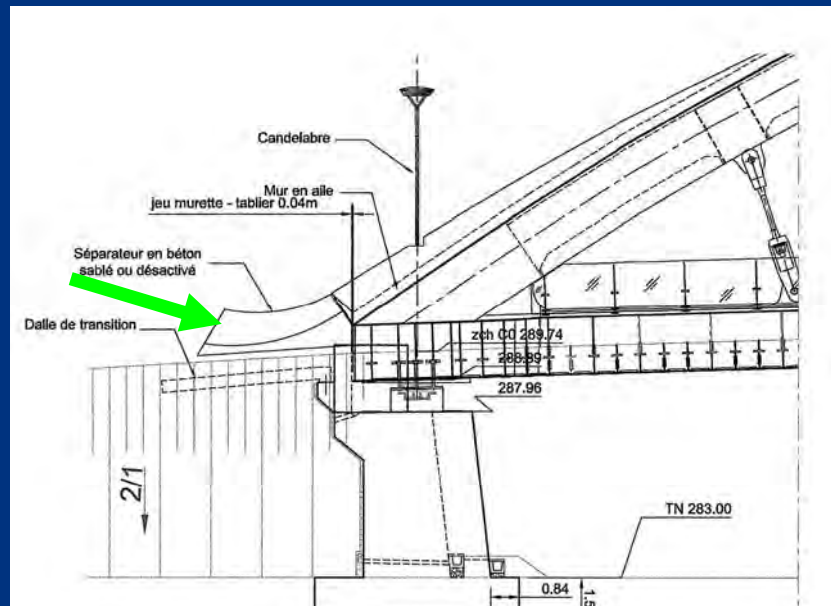 Candelabre
Mur en aile
jeu murette - tablier 0.04m
Séparateur en béton
sablé ou désactivé
Dalle de transition
zch C0 289.74
288.89
287.96
2/1
TN 283.00
0.84